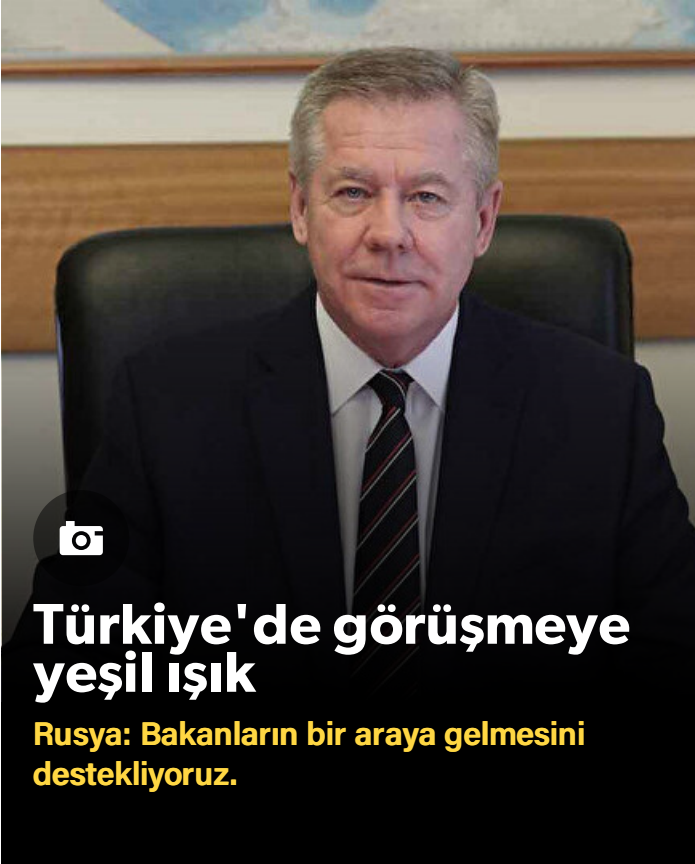 Türkiye'de görüşmeye
yeşil ışık
Rusya: Bakanların bir araya gelmesini
destekliyoruz.